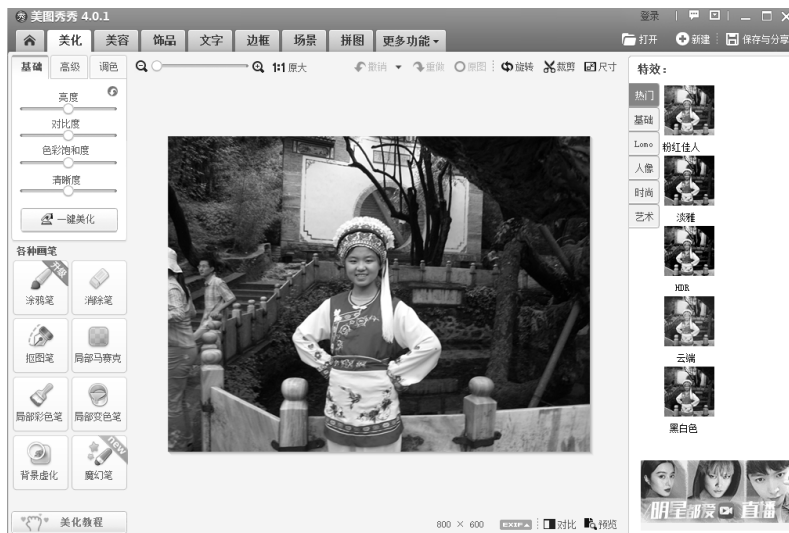 美图秀秀 4.0.1
登录
美化 美容 饰品 文字 边框 场景 拼图 更多功能
打开 新建 保存与分享
基础 高级 调色
1:1 原大 撤销 重做 原图 旋转 裁剪 尺寸
亮度
对比度
色彩饱和度
清晰度
一键美化
各种画笔
涂鸦笔 消除笔
升级
抠图笔 局部马赛克
局部彩色笔 局部变色笔
背景虚化 魔幻笔
new
美化教程
800 × 600 EXIF 对比 预览
特效：
热门
基础
Lomo
人像
时尚
艺术
粉红佳人
淡雅
HDR
云端
黑白色
明星都爱 直播